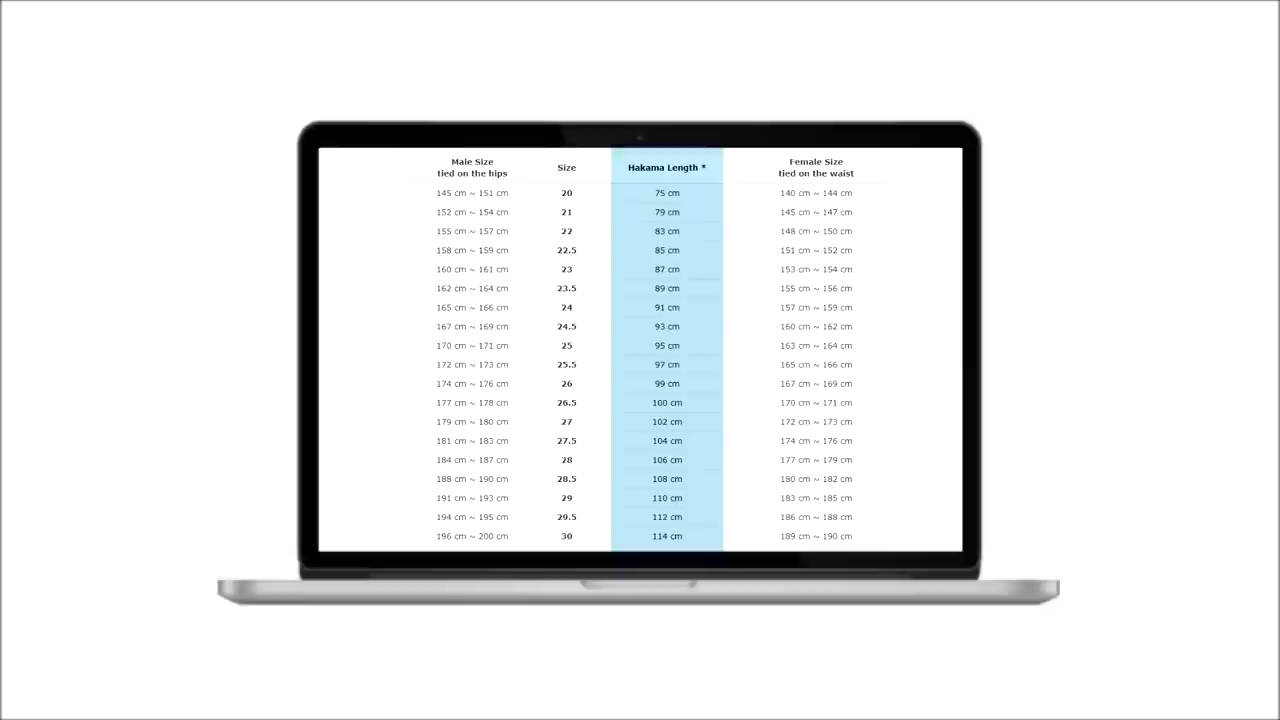 Male Size
tied on the hips Size Hakama Length * Female Size
tied on the waist
145 cm ~ 151 cm 20 75 cm 140 cm ~ 144 cm
152 cm ~ 154 cm 21 79 cm 145 cm ~ 147 cm
155 cm ~ 157 cm 22 83 cm 148 cm ~ 150 cm
158 cm ~ 159 cm 22.5 85 cm 151 cm ~ 152 cm
160 cm ~ 161 cm 23 87 cm 153 cm ~ 154 cm
162 cm ~ 164 cm 23.5 89 cm 155 cm ~ 156 cm
165 cm ~ 166 cm 24 91 cm 157 cm ~ 159 cm
167 cm ~ 169 cm 24.5 93 cm 160 cm ~ 162 cm
170 cm ~ 171 cm 25 95 cm 163 cm ~ 164 cm
172 cm ~ 173 cm 25.5 97 cm 165 cm ~ 166 cm
174 cm ~ 176 cm 26 99 cm 167 cm ~ 169 cm
177 cm ~ 178 cm 26.5 100 cm 170 cm ~ 171 cm
179 cm ~ 180 cm 27 102 cm 172 cm ~ 173 cm
181 cm ~ 183 cm 27.5 104 cm 174 cm ~ 176 cm
184 cm ~ 187 cm 28 106 cm 177 cm ~ 179 cm
188 cm ~ 190 cm 28.5 108 cm 180 cm ~ 182 cm
191 cm ~ 193 cm 29 110 cm 183 cm ~ 185 cm
194 cm ~ 195 cm 29.5 112 cm 186 cm ~ 188 cm
196 cm ~ 200 cm 30 114 cm 189 cm ~ 190 cm